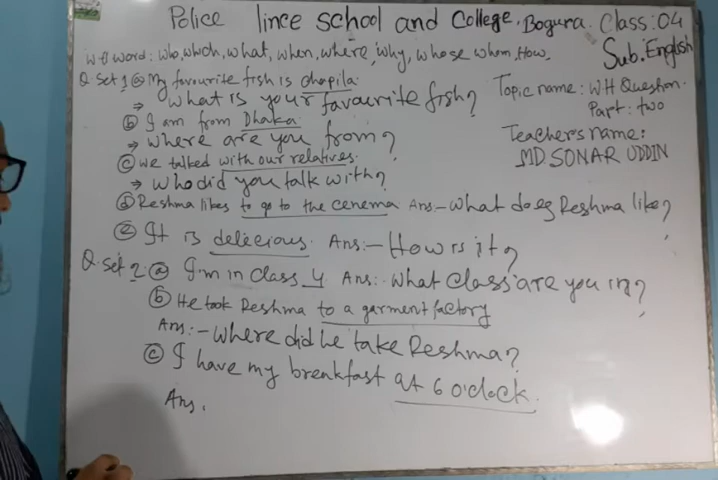 Police lince school and College, Bogura. Class: 04
Sub. English
W-H word: Who, which, what, when, where, why, whose whom, How.
Topic name: WH Question.
Part: two
Teacher's name:
MD SONAR UDDIN
Q. Set 1 @ My favourite fish is chapila.
⇒ What is your favourite fish?
ⓑ I am from Dhaka.
⇒ where are you from?
ⓒ we talked with our relatives.
⇒ Who did you talk with?
ⓓ Reshma likes to go to the cenema Ans:- What does Reshma like?
ⓔ It is delecious. Ans:- How is it?
Q. Set 2 @ I'm in class 4 Ans:- What class are you in?
ⓑ He took Reshma to a garment factory
Ans:- Where did he take Reshma?
ⓒ I have my breakfast at 6 o'clock.
Ans.